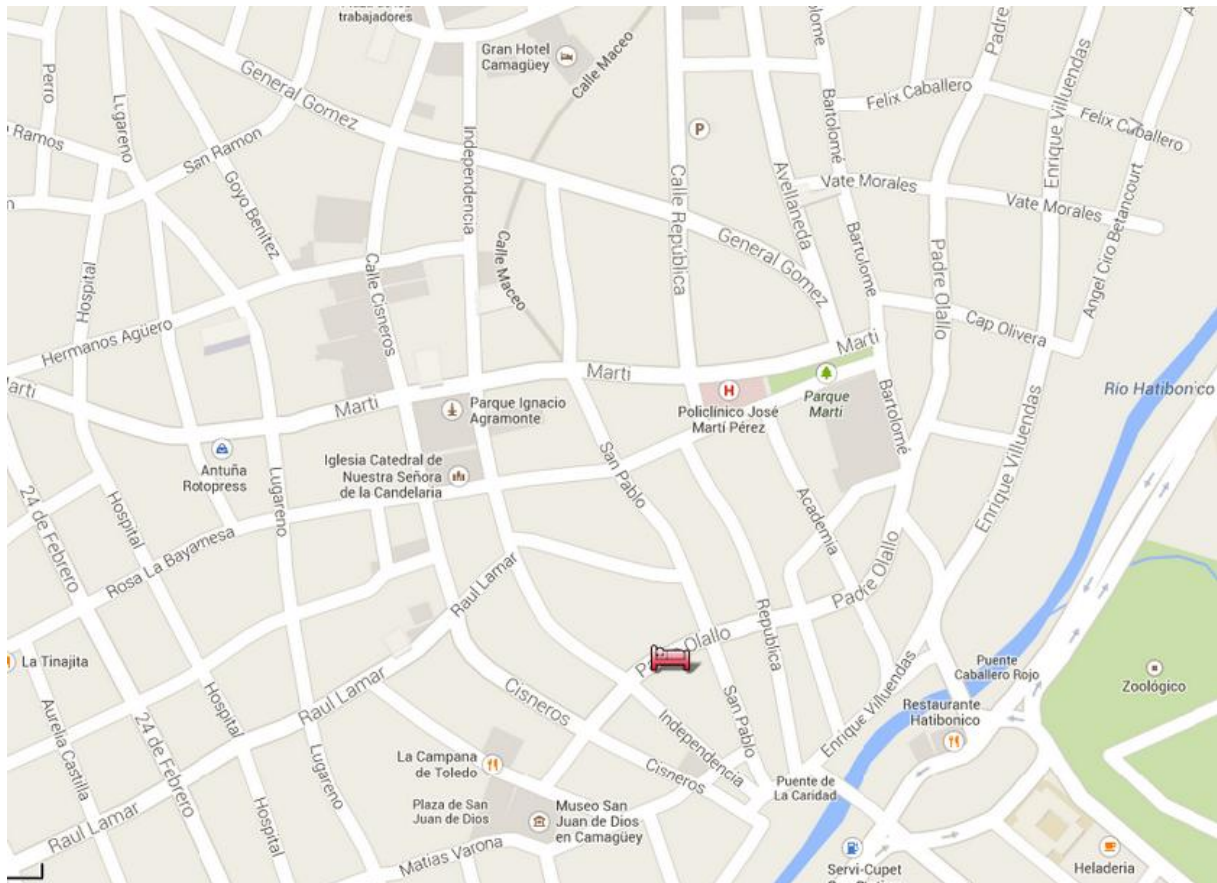 trabajadores
Gran Hotel
Camagüey
Calle Maceo
Padre
Perro
Lugareno
General Gomez
Independencia
Bartolome
Bartolomé
Felix Caballero
Felix Caballero
Enrique Villuendas
P
Ramos
San Ramon
Goyo Benítez
Calle República
Avellaneda
Vate Morales
Vate Morales
Angel Ciro Betancourt
Hospital
Calle Cisneros
Calle Maceo
General Gomez
Bartolome
Padre Olallo
Cap Olivera
Hermanos Agüero
Marti
Marti
Marti
H
Policlínico José
Martí Pérez
Parque
Marti
Bartolomé
Río Hatibonico
Parque Ignacio
Agramonte
Antuña
Rotopress
Iglesia Catedral de
Nuestra Señora
de la Candelaria
San Pablo
Academia
Enrique Villuendas
24 de Febrero
Hospital
Lugareno
Rosa La Bayamesa
Raul Lamar
Padre Olallo
Republica
La Tinajita
Olallo
Puente
Caballero Rojo
Zoológico
Hospital
Raul Lamar
Cisneros
Independencia
San Pablo
Enrique Villuendas
Restaurante
Hatibonico
Aurelia Castilla
24 de Febrero
Lugareno
La Campana
de Toledo
Cisneros
Puente de
La Caridad
Plaza de San
Juan de Dios
Museo San
Juan de Dios
en Camagüey
Raul Lamar
Hospital
Matias Varona
Servi-Cupet
Heladeria